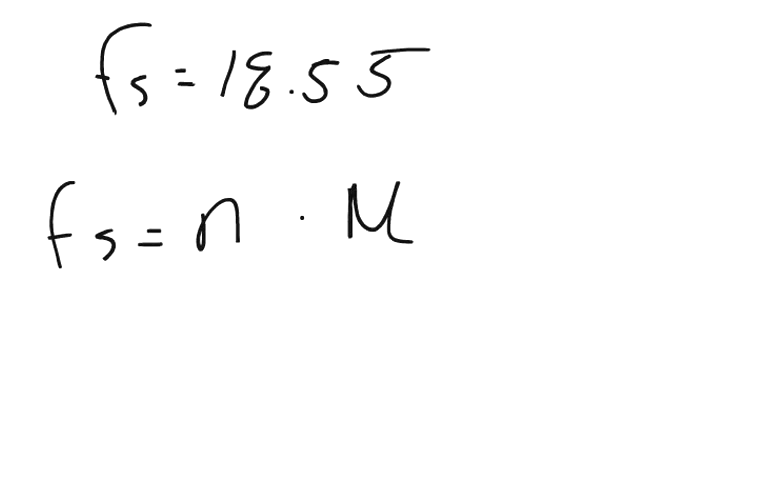 fs = 18.55
fs = n · M